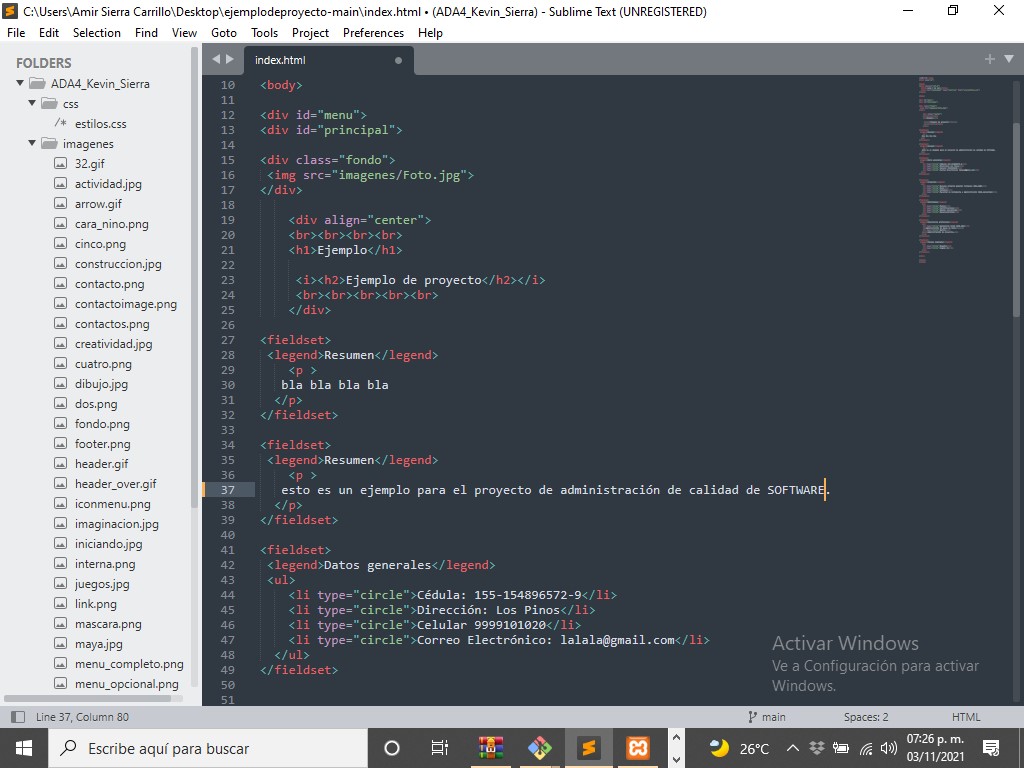 C:\Users\Amir Sierra Carrillo\Desktop\ejemplodeproyecto-main\index.html • (ADA4_Kevin_Sierra) - Sublime Text (UNREGISTERED)
File Edit Selection Find View Goto Tools Project Preferences Help
FOLDERS
ADA4_Kevin_Sierra
css
/* estilos.css
imagenes
32.gif
actividad.jpg
arrow.gif
cara_nino.png
cinco.png
construccion.jpg
contacto.png
contactoimage.png
contactos.png
creatividad.jpg
cuatro.png
dibujo.jpg
dos.png
fondo.png
footer.png
header.gif
header_over.gif
iconmenu.png
imaginacion.jpg
iniciando.jpg
interna.png
juegos.jpg
link.png
mascara.png
maya.jpg
menu_completo.png
menu_opcional.png
index.html
10 <body>
11
12 <div id="menu">
13 <div id="principal">
14
15 <div class="fondo">
16 <img src="imagenes/Foto.jpg">
17 </div>
18
19 <div align="center">
20 <br><br><br><br>
21 <h1>Ejemplo</h1>
22
23 <i><h2>Ejemplo de proyecto</h2></i>
24 <br><br><br><br><br>
25 </div>
26
27 <fieldset>
28 <legend>Resumen</legend>
29 <p >
30 bla bla bla bla
31 </p>
32 </fieldset>
33
34 <fieldset>
35 <legend>Resumen</legend>
36 <p >
37 esto es un ejemplo para el proyecto de administración de calidad de SOFTWARE.
38 </p>
39 </fieldset>
40
41 <fieldset>
42 <legend>Datos generales</legend>
43 <ul>
44 <li type="circle">Cédula: 155-154896572-9</li>
45 <li type="circle">Dirección: Los Pinos</li>
46 <li type="circle">Celular 9999101020</li>
47 <li type="circle">Correo Electrónico: lalala@gmail.com</li>
48 </ul>
49 </fieldset>
50
51
Activar Windows
Ve a Configuración para activar
Windows.
Line 37, Column 80 main Spaces: 2 HTML
Escribe aquí para buscar
26°C
07:26 p. m.
03/11/2021